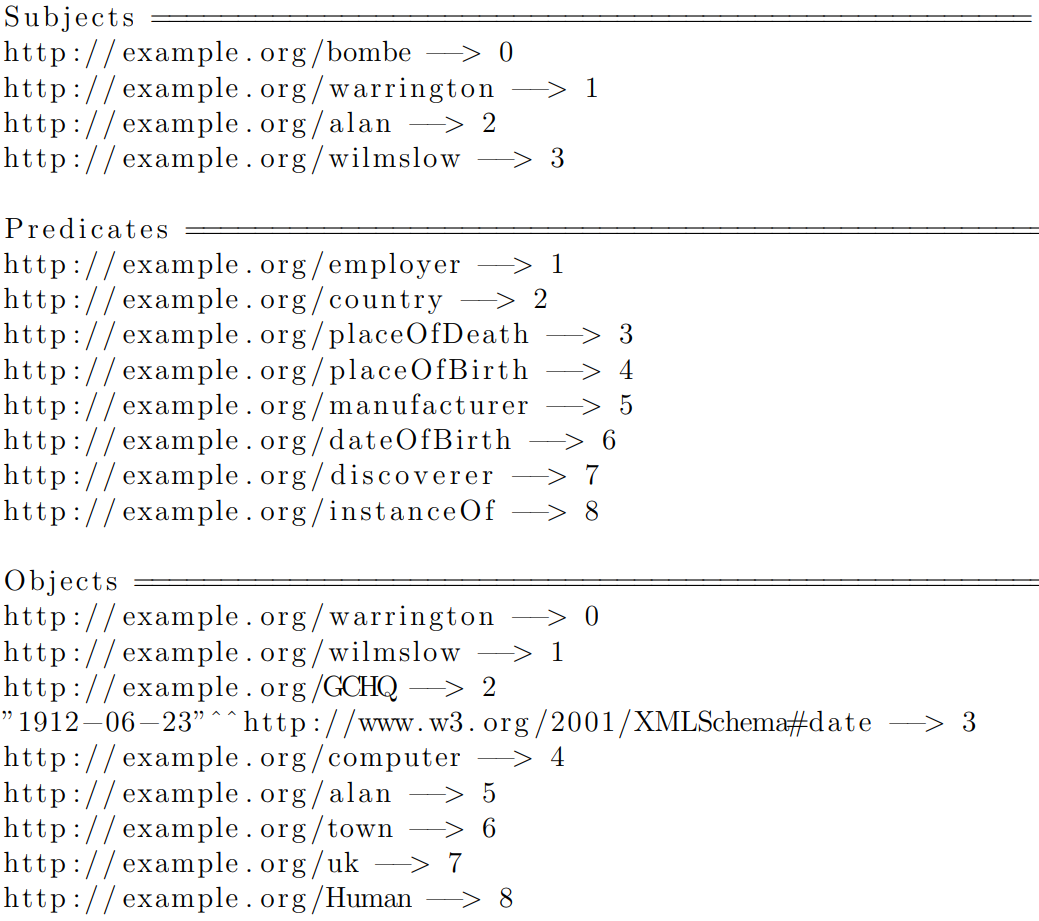 Subjects ==================================================
http://example.org/bombe —> 0
http://example.org/warrington —> 1
http://example.org/alan —> 2
http://example.org/wilmslow —> 3
Predicates ================================================
http://example.org/employer —> 1
http://example.org/country —> 2
http://example.org/placeOfDeath —> 3
http://example.org/placeOfBirth —> 4
http://example.org/manufacturer —> 5
http://example.org/dateOfBirth —> 6
http://example.org/discoverer —> 7
http://example.org/instanceOf —> 8
Objects ===================================================
http://example.org/warrington —> 0
http://example.org/wilmslow —> 1
http://example.org/GCHQ —> 2
"1912−06−23"^^http://www.w3.org/2001/XMLSchema#date —> 3
http://example.org/computer —> 4
http://example.org/alan —> 5
http://example.org/town —> 6
http://example.org/uk —> 7
http://example.org/Human —> 8